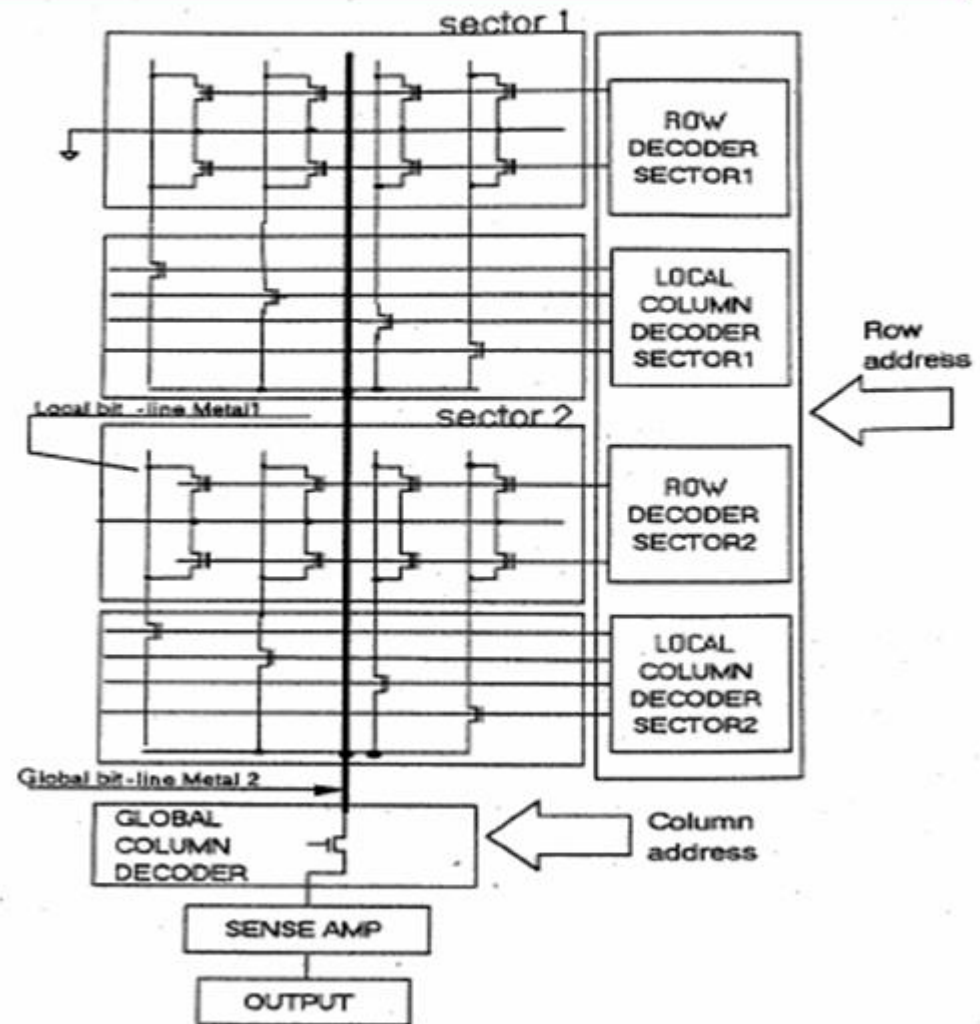 sector 1
ROW
DECODER
SECTOR1
LOCAL
COLUMN
DECODER
SECTOR1
Row
address
Local bit -line Metal1
sector 2
ROW
DECODER
SECTOR2
LOCAL
COLUMN
DECODER
SECTOR2
Global bit-line Metal 2
GLOBAL
COLUMN
DECODER
Column
address
SENSE AMP
OUTPUT